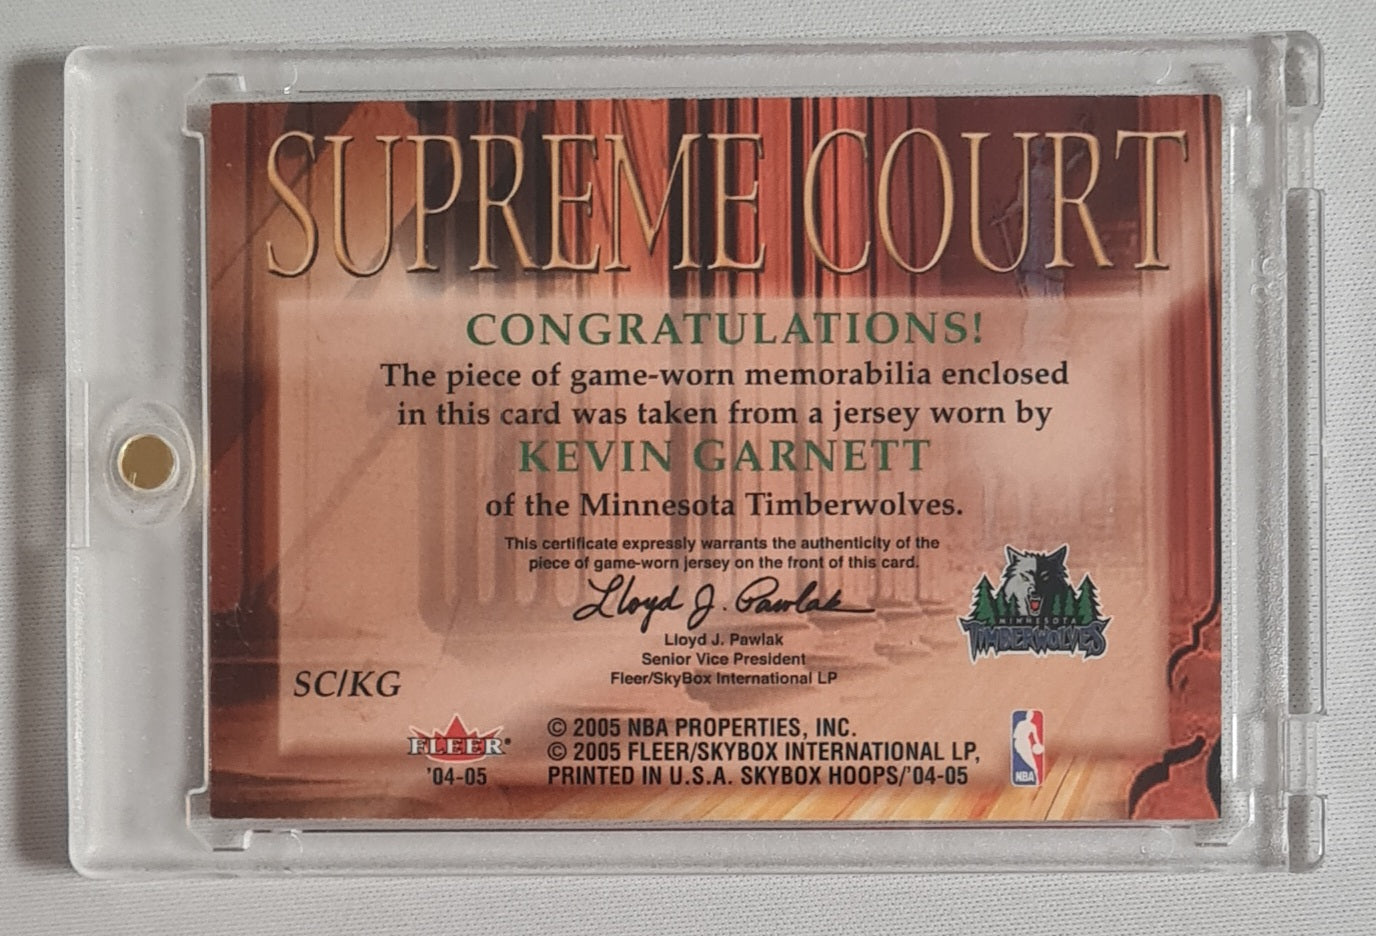 SUPREME COURT
CONGRATULATIONS!
The piece of game-worn memorabilia enclosed
in this card was taken from a jersey worn by
KEVIN GARNETT
of the Minnesota Timberwolves.
This certificate expressly warrants the authenticity of the
piece of game-worn jersey on the front of this card.
Lloyd J. Pawlak
Lloyd J. Pawlak
Senior Vice President
Fleer/SkyBox International LP
MINNESOTA
TIMBERWOLVES
SC/KG
FLEER®
'04-05
© 2005 NBA PROPERTIES, INC.
© 2005 FLEER/SKYBOX INTERNATIONAL LP,
PRINTED IN U.S.A. SKYBOX HOOPS/'04-05
NBA